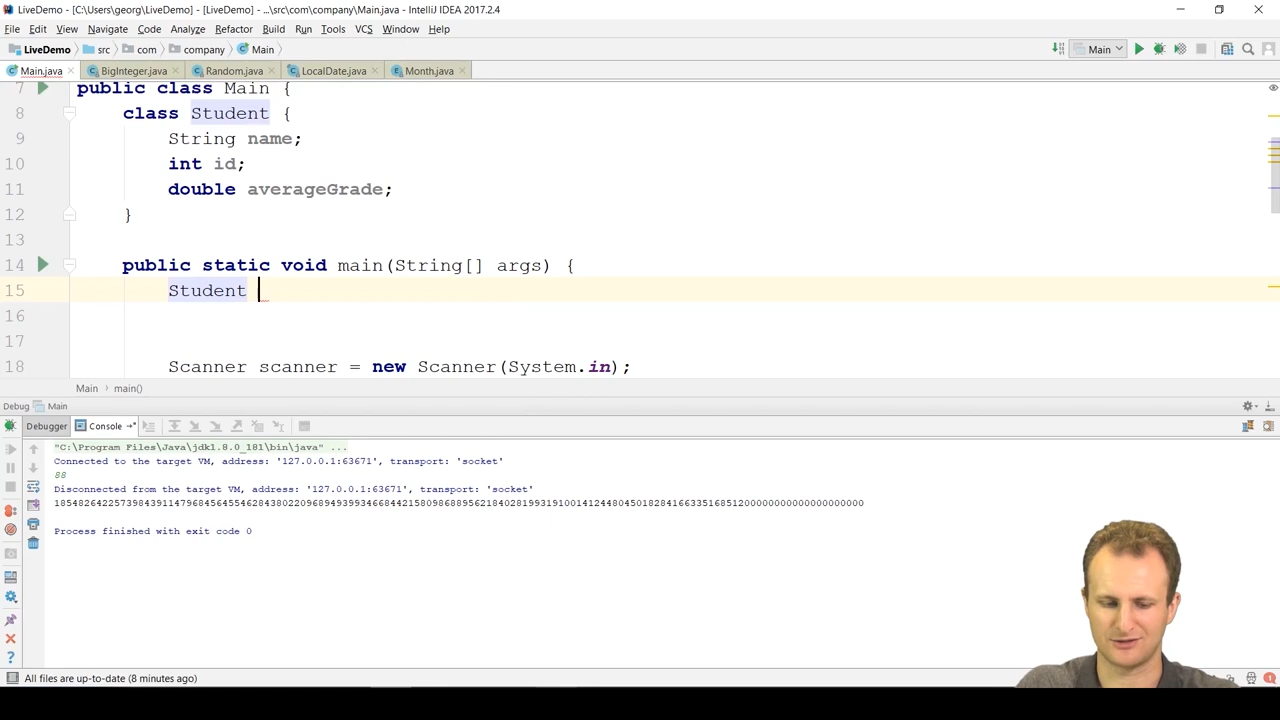 LiveDemo - [C:\Users\georg\LiveDemo] - [LiveDemo] - ...\src\com\company\Main.java - IntelliJ IDEA 2017.2.4
File Edit View Navigate Code Analyze Refactor Build Run Tools VCS Window Help
LiveDemo src com company Main Main
Main.java BigInteger.java Random.java LocalDate.java Month.java
7 public class Main {
8 class Student {
9 String name;
10 int id;
11 double averageGrade;
12 }
13
14 public static void main(String[] args) {
15 Student
16
17
18 Scanner scanner = new Scanner(System.in);
Main › main()
Debug Main
Debugger Console
"C:\Program Files\Java\jdk1.8.0_181\bin\java" ...
Connected to the target VM, address: '127.0.0.1:63671', transport: 'socket'
88
Disconnected from the target VM, address: '127.0.0.1:63671', transport: 'socket'
185482642257398439114796845645546284380220968949399346684421580986889562184028199319100141244804501828416633516851200000000000000000000
Process finished with exit code 0
All files are up-to-date (8 minutes ago)